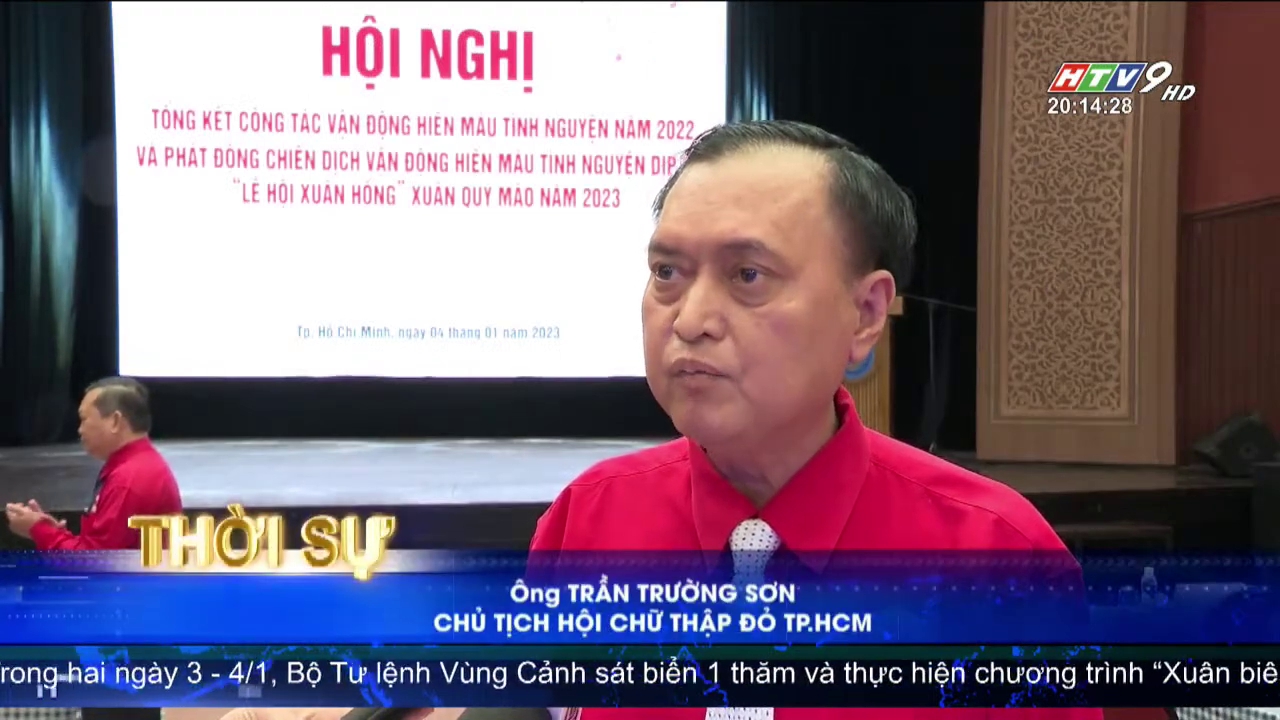 HỘI NGHỊ
TỔNG KẾT CÔNG TÁC VẬN ĐỘNG HIẾN MÁU TÌNH NGUYỆN NĂM 2022
VÀ PHÁT ĐỘNG CHIẾN DỊCH VẬN ĐỘNG HIẾN MÁU TÌNH NGUYỆN DỊP
"LỄ HỘI XUÂN HỒNG" XUÂN QUÝ MÃO NĂM 2023
Tp. Hồ Chí Minh, ngày 04 tháng 01 năm 2023
HTV9 HD
20:14:28
THỜI SỰ
Ông TRẦN TRƯỜNG SƠN
CHỦ TỊCH HỘI CHỮ THẬP ĐỎ TP.HCM
Trong hai ngày 3 - 4/1, Bộ Tư lệnh Vùng Cảnh sát biển 1 thăm và thực hiện chương trình “Xuân biê